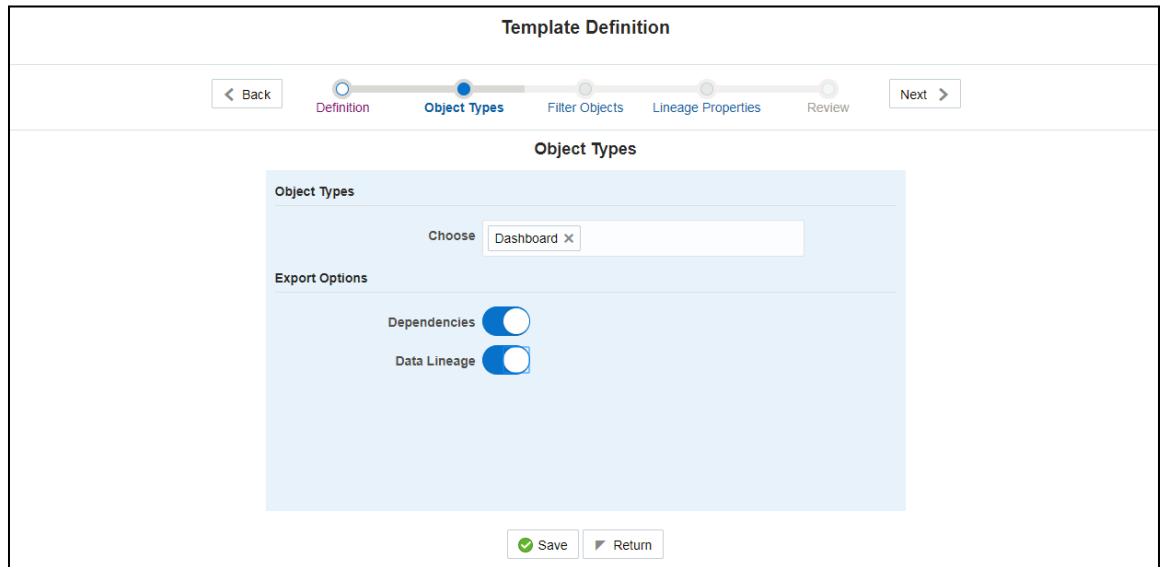 Template Definition
Back
Next
Definition
Object Types
Filter Objects
Lineage Properties
Review
Object Types
Object Types
Choose
Dashboard
Export Options
Dependencies
Data Lineage
Save
Return